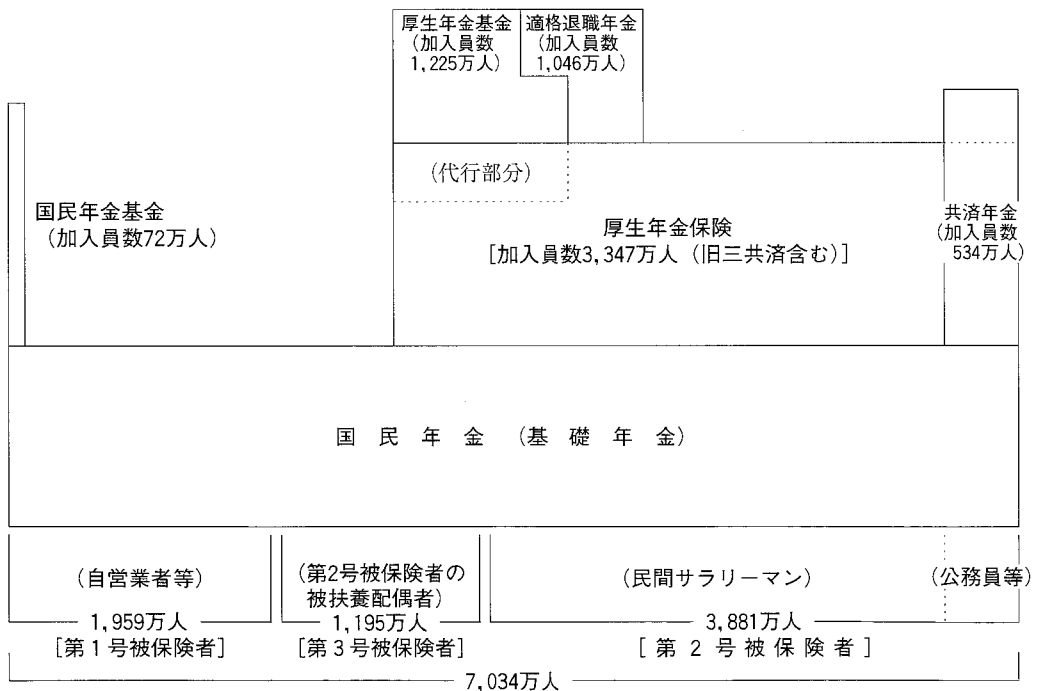 厚生年金基金
(加入員数
1,225万人)
適格退職年金
(加入員数
1,046万人)
(代行部分)
国民年金基金
(加入員数72万人)
厚生年金保険
[加入員数3,347万人(旧三共済含む)]
共済年金
(加入員数
534万人)
国民年金(基礎年金)
(自営業者等)
1,959万人
[第1号被保険者]
(第2号被保険者の
被扶養配偶者)
1,195万人
[第3号被保険者]
(民間サラリーマン)
(公務員等)
3,881万人
[第2号被保険者]
7,034万人